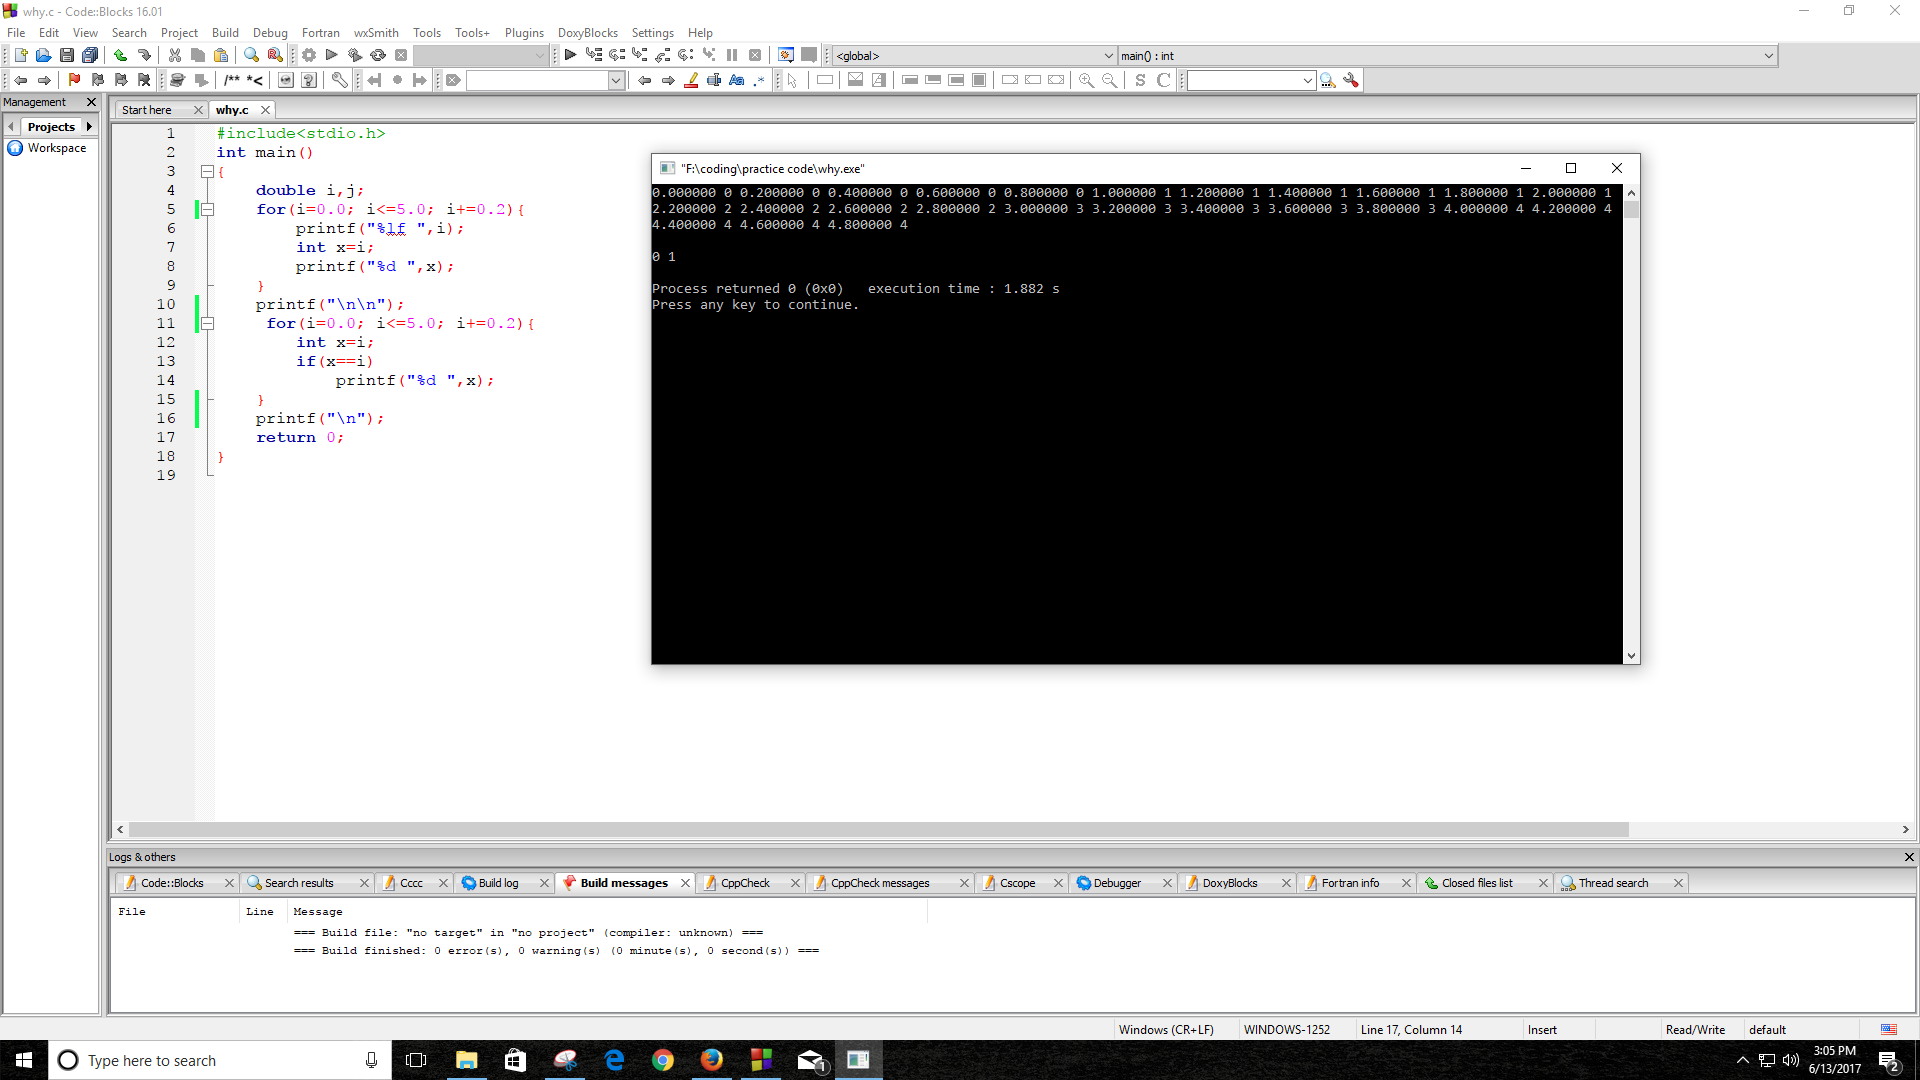 why.c - Code::Blocks 16.01
File Edit View Search Project Build Debug Fortran wxSmith Tools Tools+ Plugins DoxyBlocks Settings Help
<global> main() : int
/** *<
S C
Management
Projects
Workspace
Start here why.c
1 #include<stdio.h>
2 int main()
3 {
4 double i,j;
5 for(i=0.0; i<=5.0; i+=0.2){
6 printf("%lf ",i);
7 int x=i;
8 printf("%d ",x);
9 }
10 printf("\n\n");
11 for(i=0.0; i<=5.0; i+=0.2){
12 int x=i;
13 if(x==i)
14 printf("%d ",x);
15 }
16 printf("\n");
17 return 0;
18 }
19
"F:\coding\practice code\why.exe"
0.000000 0 0.200000 0 0.400000 0 0.600000 0 0.800000 0 1.000000 1 1.200000 1 1.400000 1 1.600000 1 1.800000 1 2.000000 1
2.200000 2 2.400000 2 2.600000 2 2.800000 2 3.000000 3 3.200000 3 3.400000 3 3.600000 3 3.800000 3 4.000000 4 4.200000 4
4.400000 4 4.600000 4 4.800000 4
0 1
Process returned 0 (0x0)   execution time : 1.882 s
Press any key to continue.
Logs & others
Code::Blocks Search results Cccc Build log Build messages CppCheck CppCheck messages Cscope Debugger DoxyBlocks Fortran info Closed files list Thread search
File Line Message
=== Build file: "no target" in "no project" (compiler: unknown) ===
=== Build finished: 0 error(s), 0 warning(s) (0 minute(s), 0 second(s)) ===
Windows (CR+LF) WINDOWS-1252 Line 17, Column 14 Insert Read/Write default
Type here to search
1
3:05 PM
6/13/2017
2